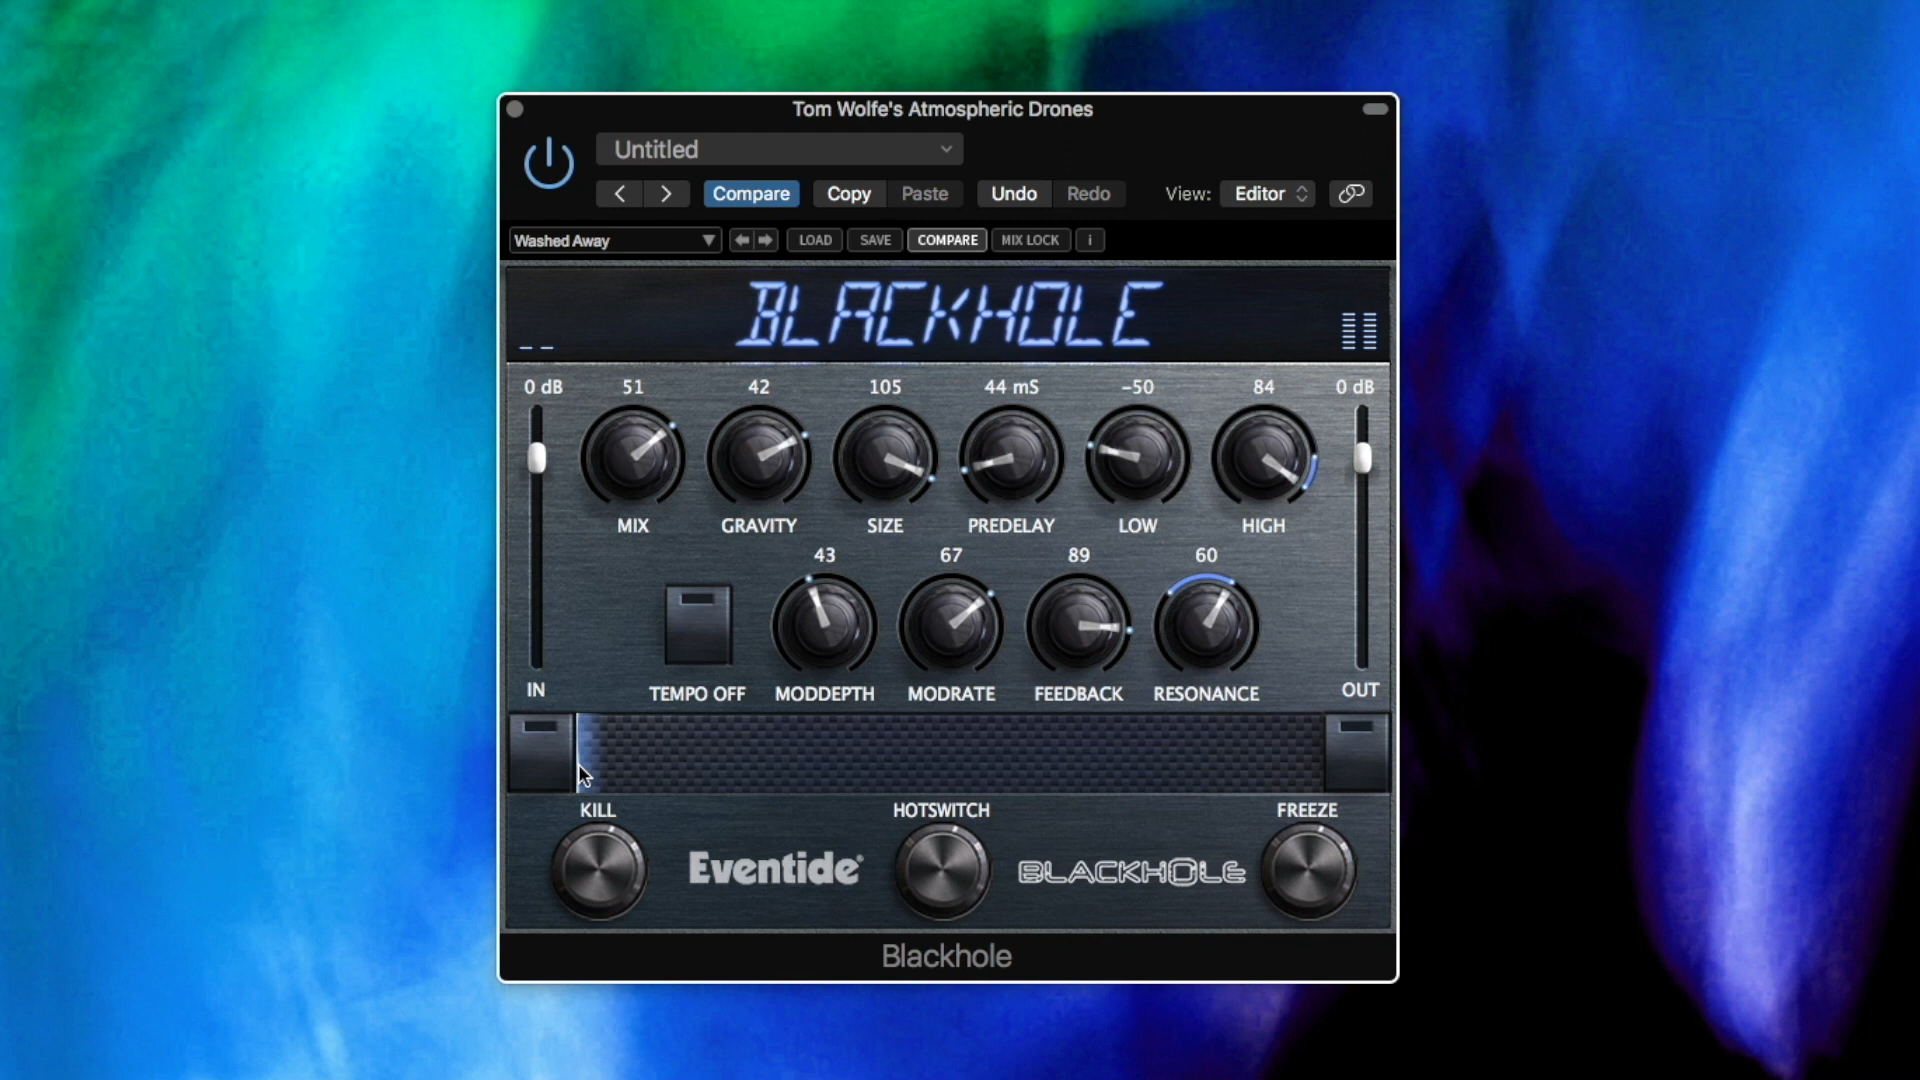 Tom Wolfe's Atmospheric Drones
Untitled
Compare Copy Paste Undo Redo View: Editor
Washed Away LOAD SAVE COMPARE MIX LOCK i
BLACKHOLE
0 dB 51 42 105 44 mS -50 84 0 dB
MIX GRAVITY SIZE PREDELAY LOW HIGH
43 67 89 60
IN TEMPO OFF MODDEPTH MODRATE FEEDBACK RESONANCE OUT
KILL HOTSWITCH FREEZE
Eventide® BLACKHOLE
Blackhole